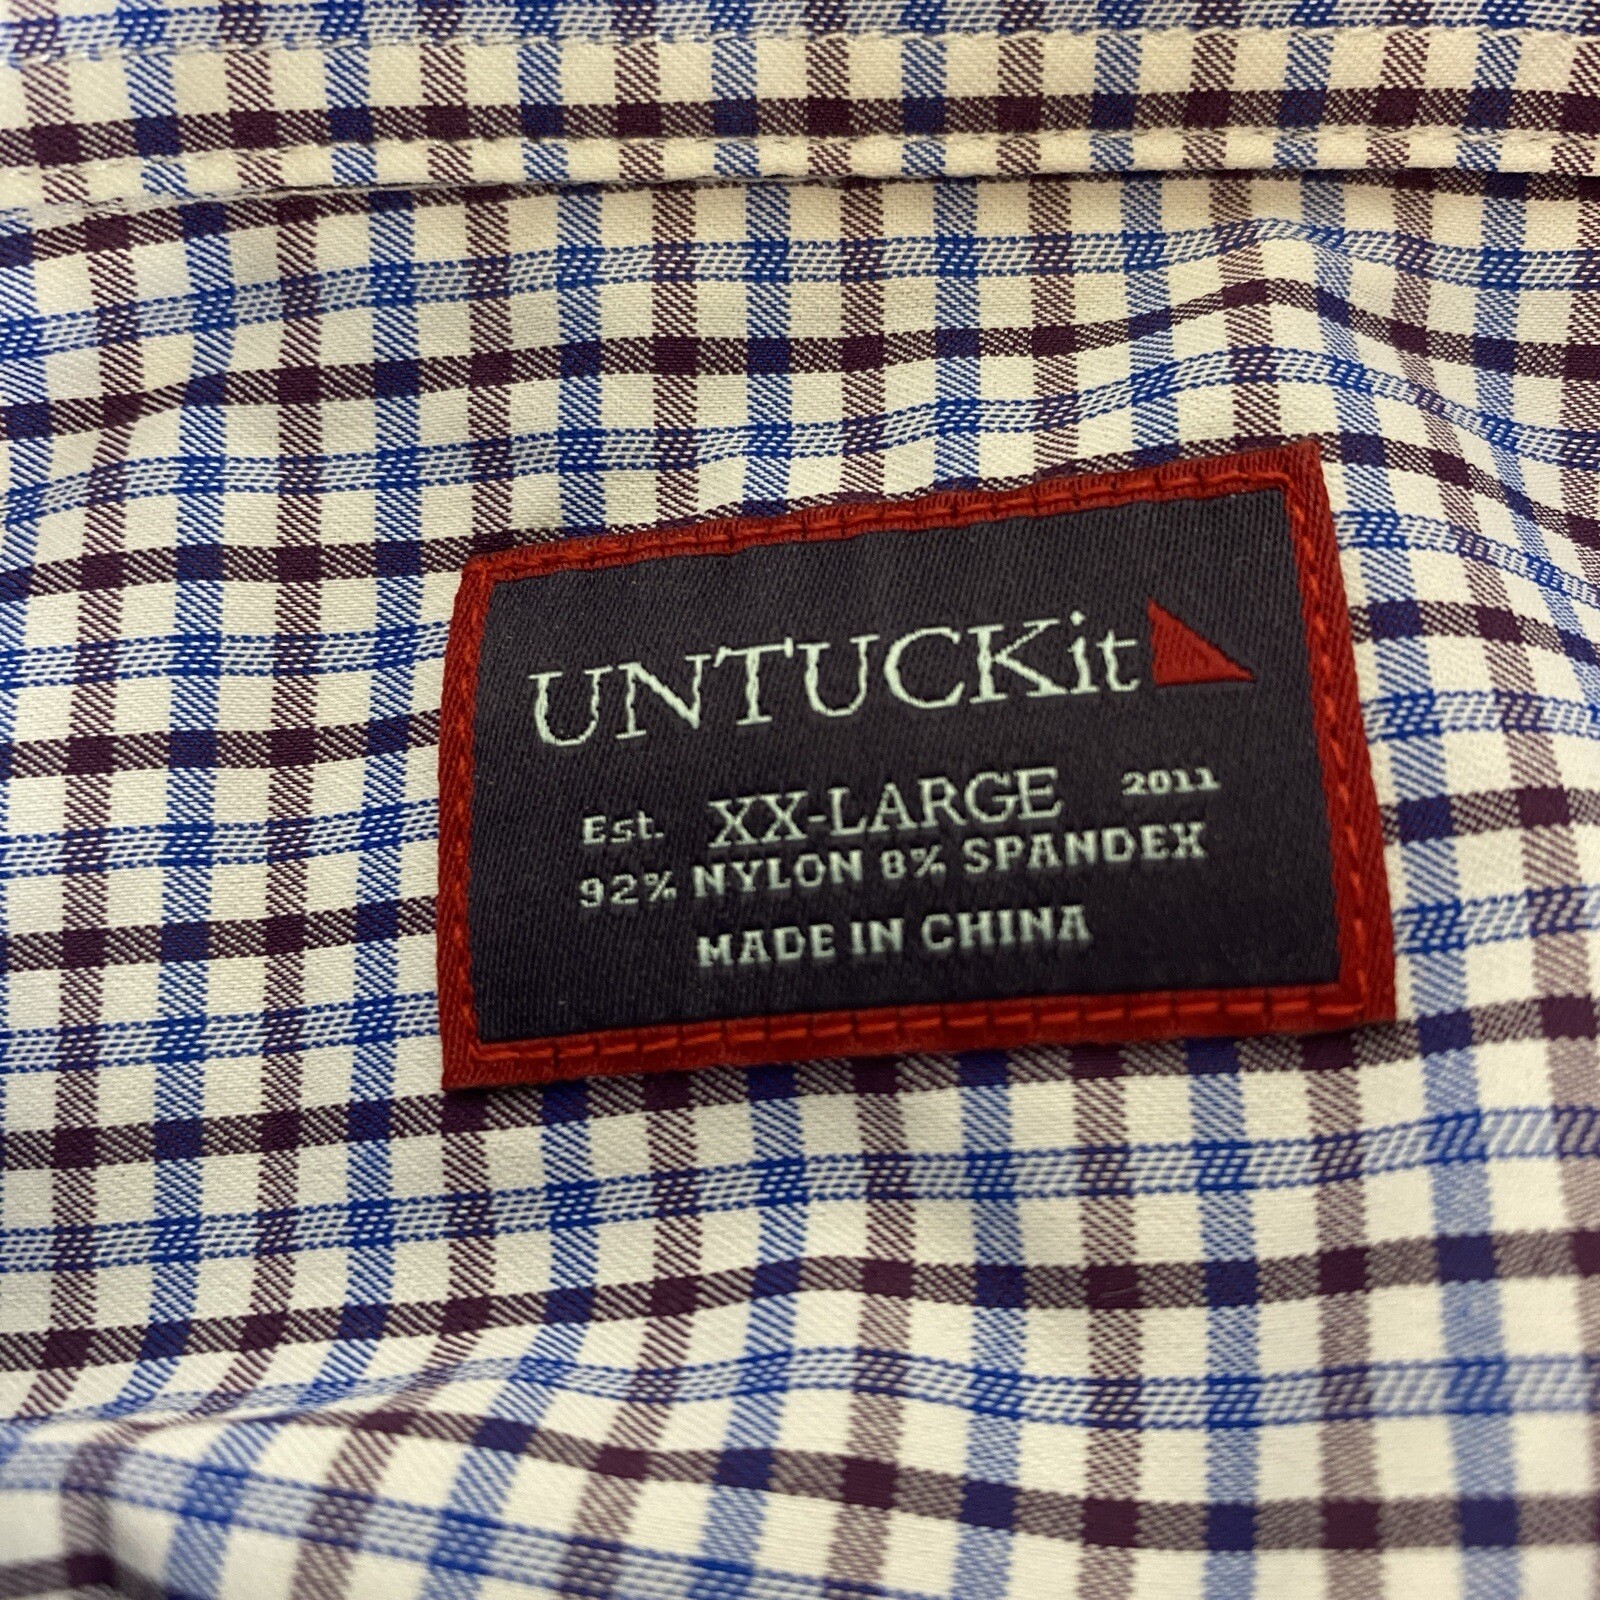 UNTUCKit
Est. XX-LARGE 2011
92% NYLON 8% SPANDEX
MADE IN CHINA